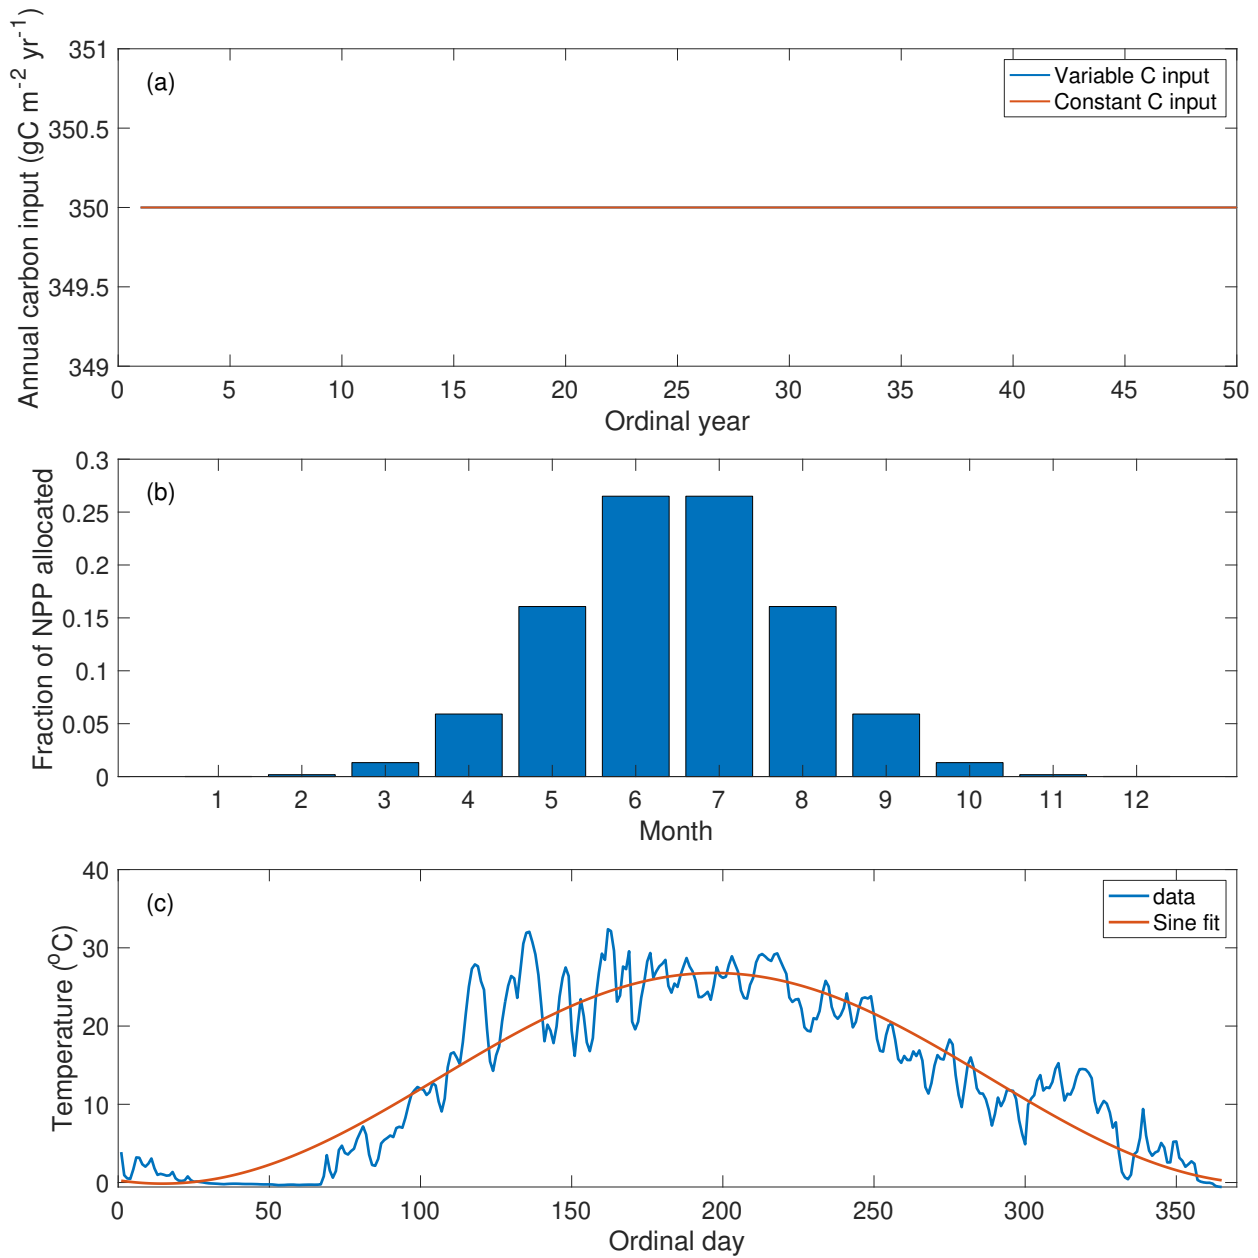 Annual carbon input (gC m-2 yr-1)
351
350.5
350
349.5
349
(a)
Variable C input
Constant C input
0 5 10 15 20 25 30 35 40 45 50
Ordinal year
Fraction of NPP allocated
0.3
0.25
0.2
0.15
0.1
0.05
0
(b)
1 2 3 4 5 6 7 8 9 10 11 12
Month
Temperature (oC)
40
30
20
10
0
(c)
data
Sine fit
0 50 100 150 200 250 300 350
Ordinal day